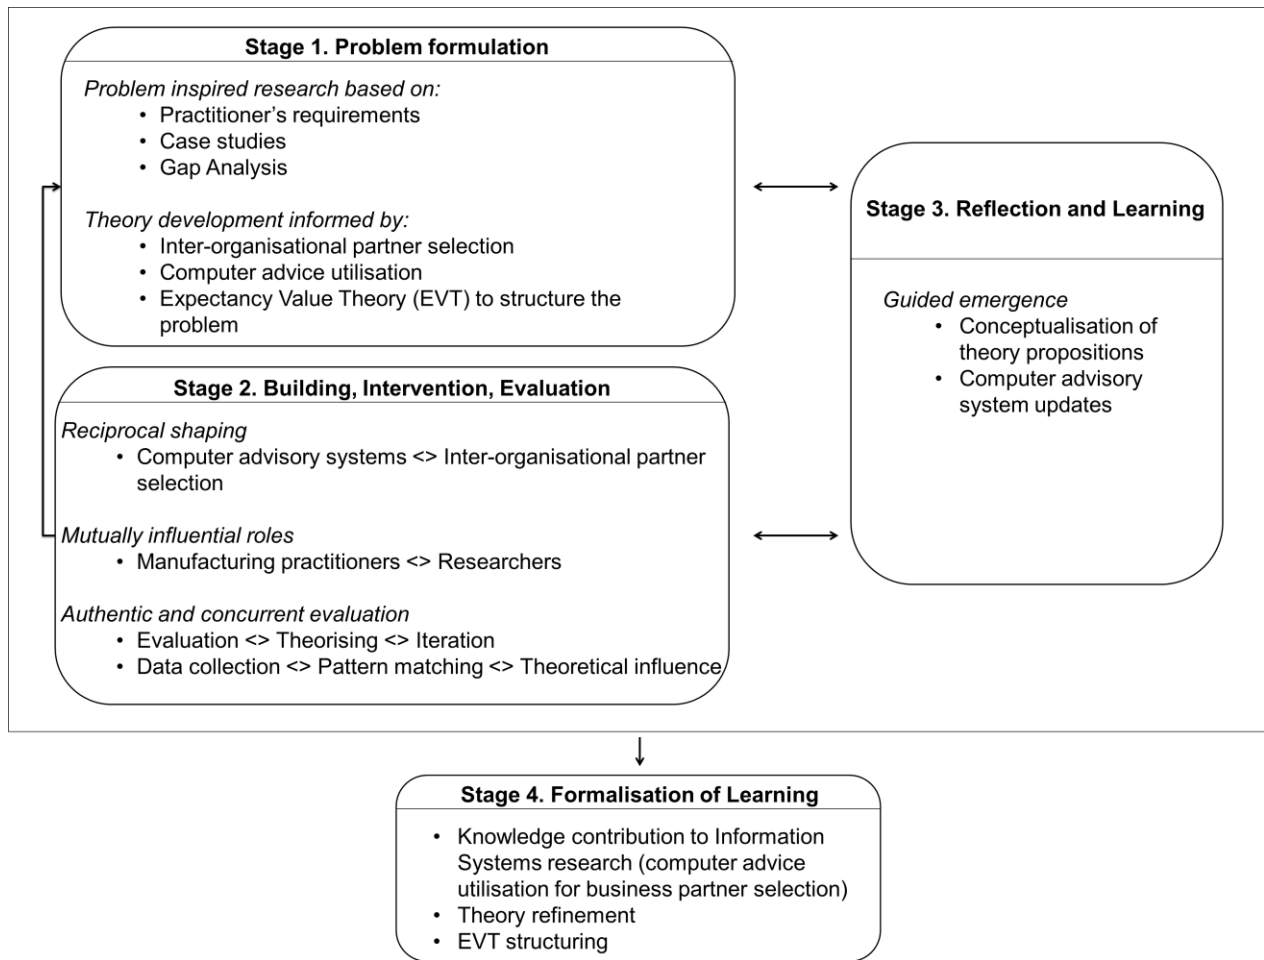 Stage 1. Problem formulation
Problem inspired research based on:
• Practitioner's requirements
• Case studies
• Gap Analysis
Theory development informed by:
• Inter-organisational partner selection
• Computer advice utilisation
• Expectancy Value Theory (EVT) to structure the
problem
Stage 2. Building, Intervention, Evaluation
Reciprocal shaping
• Computer advisory systems <> Inter-organisational partner
selection
Mutually influential roles
• Manufacturing practitioners <> Researchers
Authentic and concurrent evaluation
• Evaluation <> Theorising <> Iteration
• Data collection <> Pattern matching <> Theoretical influence
Stage 3. Reflection and Learning
Guided emergence
• Conceptualisation of
theory propositions
• Computer advisory
system updates
Stage 4. Formalisation of Learning
• Knowledge contribution to Information
Systems research (computer advice
utilisation for business partner selection)
• Theory refinement
• EVT structuring